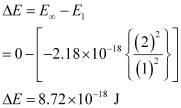 ΔE = E∞ − E₁
= 0 − [−2.18×10⁻¹⁸ {(2)²/(1)²}]
ΔE = 8.72×10⁻¹⁸ J